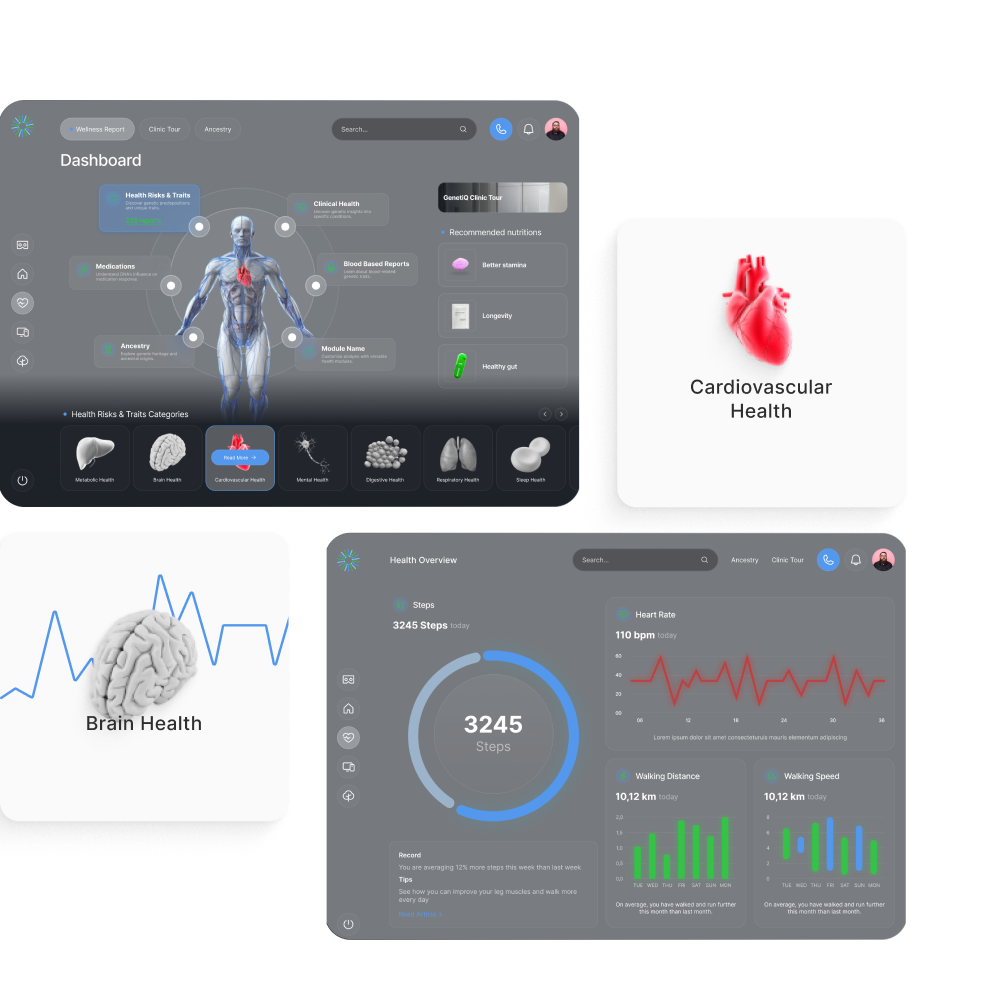 Wellness Report
Clinic Tour
Ancestry
Search...
Dashboard
Health Risks & Traits
Discover genetic predispositions
and unique traits.
Clinical Health
Discover genetic insights into
specific conditions.
Medications
Understand DNA's influence on
medication response.
Blood Based Reports
Learn about blood-related
genetic traits.
Ancestry
Explore genetic heritage and
ancestral origins.
Module Name
Customize analysis with versatile
health modules.
GenetiQ Clinic Tour
Recommended nutritions
Better stamina
Longevity
Healthy gut
Health Risks & Traits Categories
Read More →
Metabolic Health
Brain Health
Cardiovascular Health
Mental Health
Digestive Health
Respiratory Health
Sleep Health
Cardiovascular
Health
Brain Health
Health Overview
Search...
Ancestry
Clinic Tour
Steps
3245 Steps today
3245
Steps
Record
You are averaging 12% more steps this week than last week
Tips
See how you can improve your leg muscles and walk more
every day
Read Article >
Heart Rate
110 bpm today
60
40
20
00
06 12 18 24 30 36
Lorem ipsum dolor sit amet consecteturuis mauris elementum adipiscing
Walking Distance
10,12 km today
2,0
1,5
1,0
0,5
0,0
TUE WED THU FRI SAT SUN MON
On average, you have walked and run further
this month than last month.
Walking Speed
10,12 km today
8
6
4
2
0
TUE WED THU FRI SAT SUN MON
On average, you have walked and run further
this month than last month.